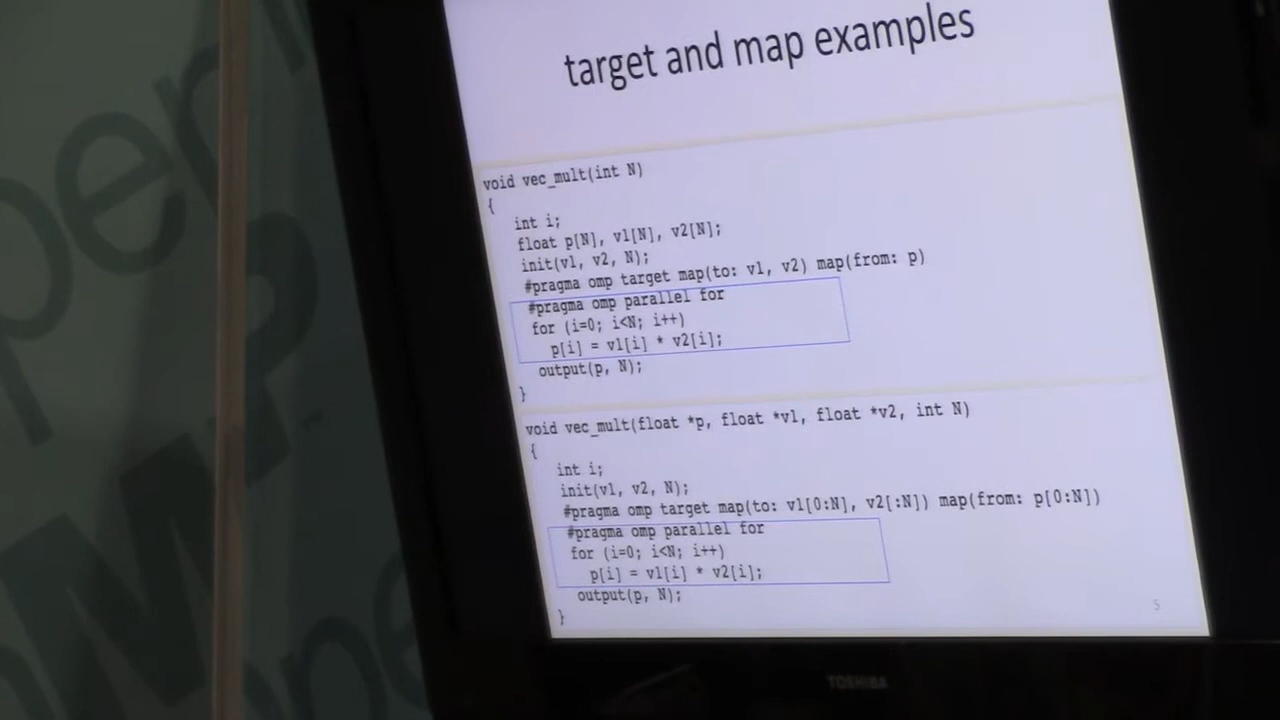 target and map examples
void vec_mult(int N)
{
int i;
float p[N], v1[N], v2[N];
init(v1, v2, N);
#pragma omp target map(to: v1, v2) map(from: p)
#pragma omp parallel for
for (i=0; i<N; i++)
p[i] = v1[i] * v2[i];
output(p, N);
}
void vec_mult(float *p, float *v1, float *v2, int N)
{
int i;
init(v1, v2, N);
#pragma omp target map(to: v1[0:N], v2[:N]) map(from: p[0:N])
#pragma omp parallel for
for (i=0; i<N; i++)
p[i] = v1[i] * v2[i];
output(p, N);
}
5
TOSHIBA